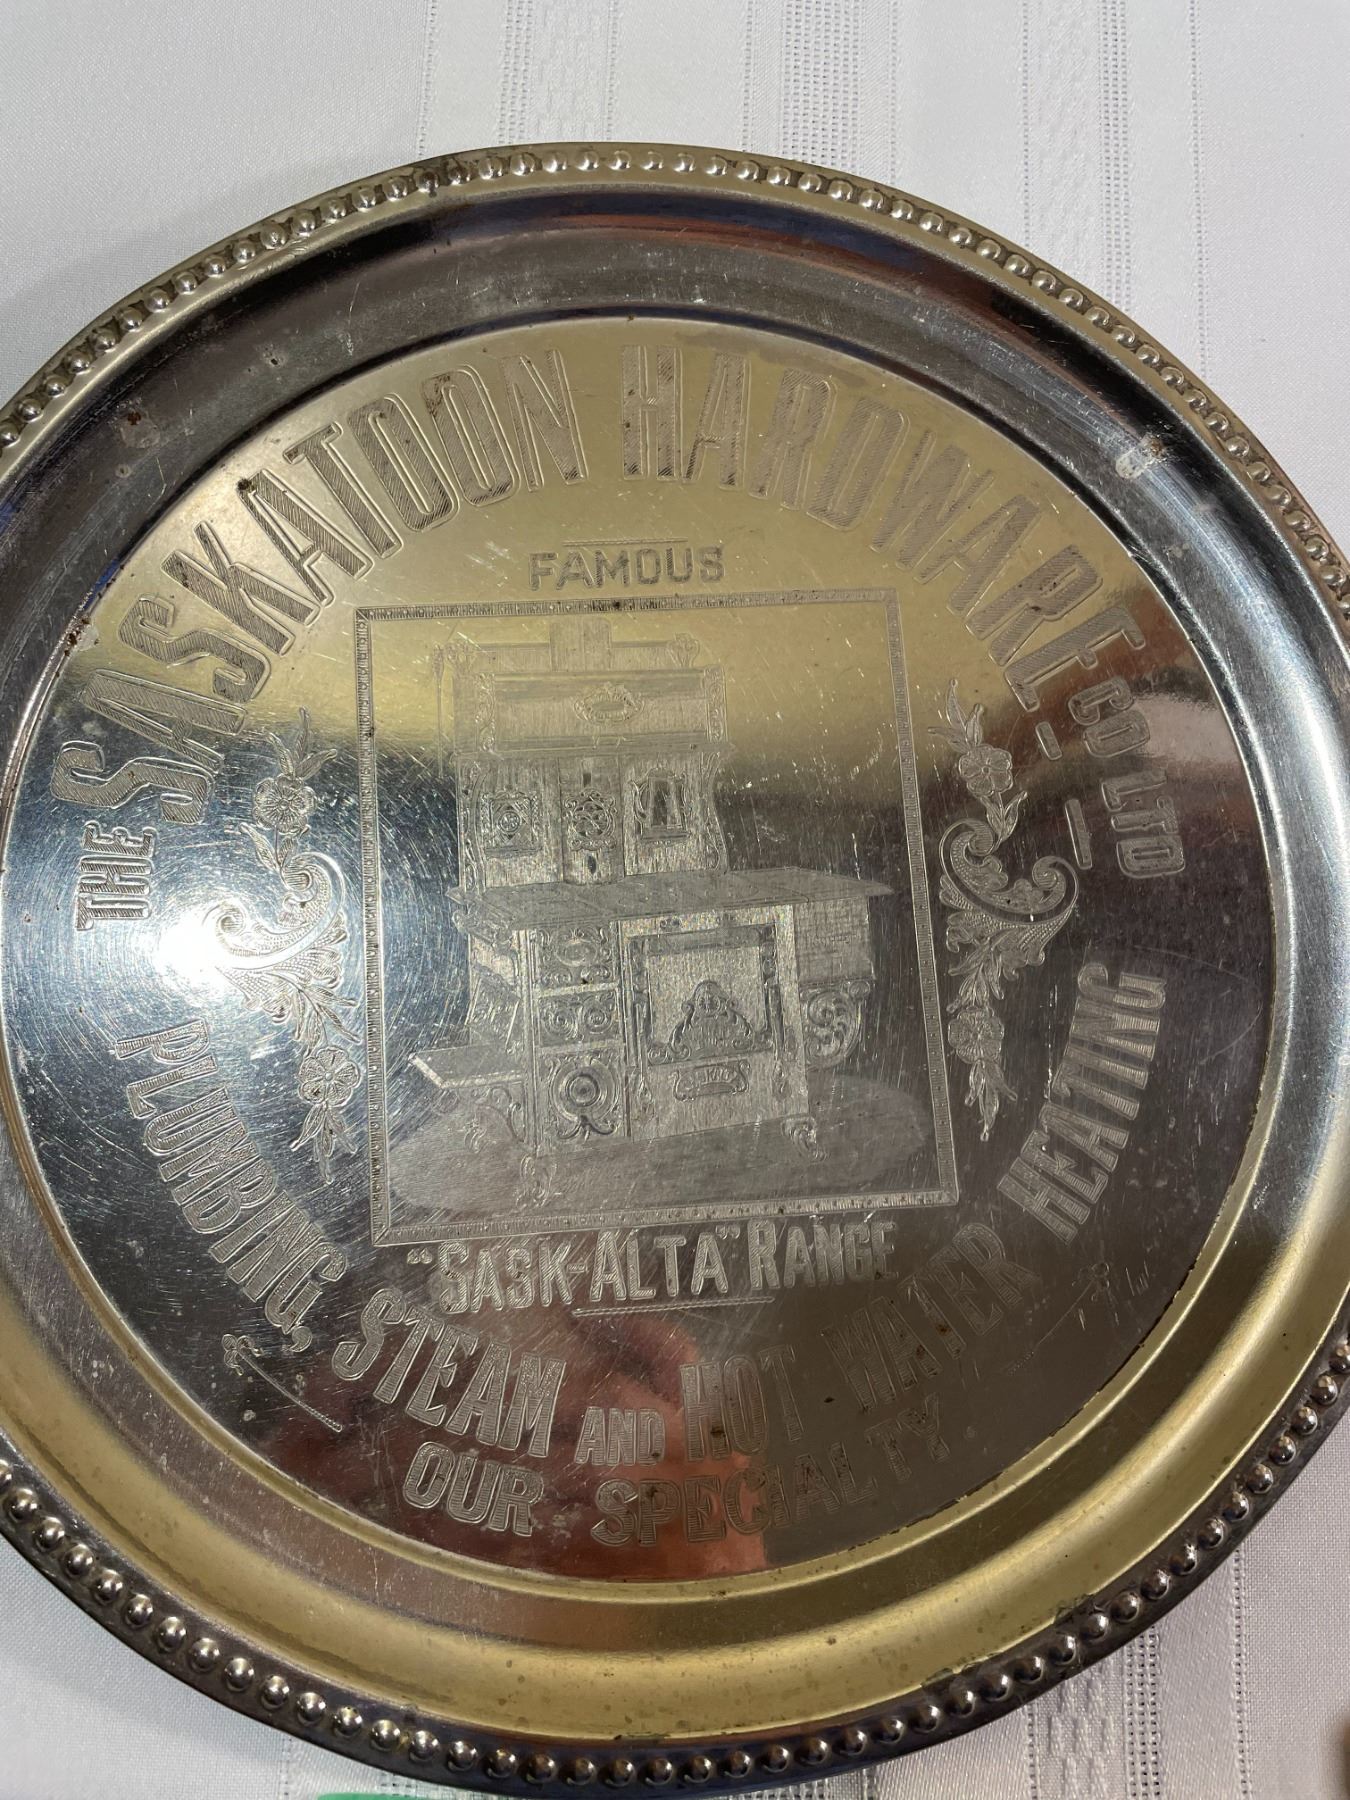 THE SASKATOON HARDWARE CO LTD
FAMOUS
"SASK-ALTA" RANGE
PLUMBING, STEAM AND HOT WATER HEATING
OUR SPECIALTY.